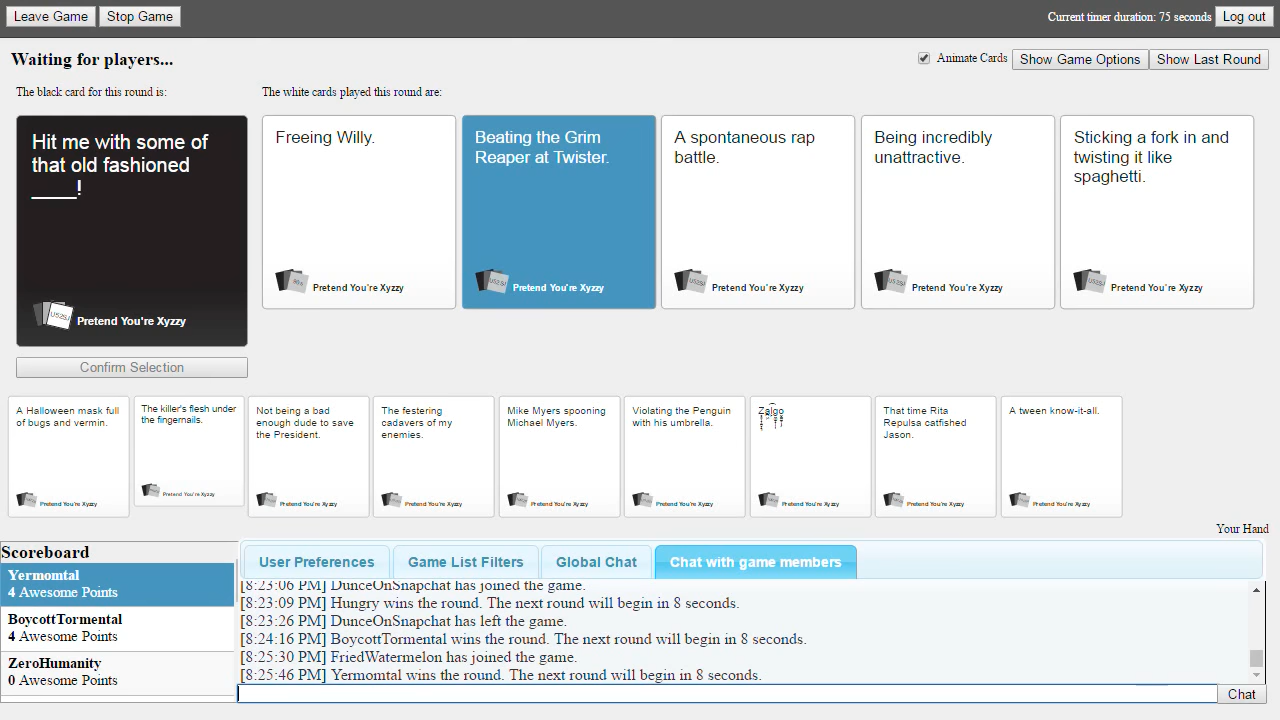 Leave Game Stop Game Current timer duration: 75 seconds Log out
Waiting for players... Animate Cards Show Game Options Show Last Round
The black card for this round is: The white cards played this round are:
Hit me with some of
that old fashioned
____!
Pretend You're Xyzzy
Freeing Willy.
Pretend You're Xyzzy
Beating the Grim
Reaper at Twister.
Pretend You're Xyzzy
A spontaneous rap
battle.
Pretend You're Xyzzy
Being incredibly
unattractive.
Pretend You're Xyzzy
Sticking a fork in and
twisting it like
spaghetti.
Pretend You're Xyzzy
Confirm Selection
A Halloween mask full
of bugs and vermin.
Pretend You're Xyzzy
The killer's flesh under
the fingernails.
Pretend You're Xyzzy
Not being a bad
enough dude to save
the President.
Pretend You're Xyzzy
The festering
cadavers of my
enemies.
Pretend You're Xyzzy
Mike Myers spooning
Michael Myers.
Pretend You're Xyzzy
Violating the Penguin
with his umbrella.
Pretend You're Xyzzy
Zalgo
Pretend You're Xyzzy
That time Rita
Repulsa catfished
Jason.
Pretend You're Xyzzy
A tween know-it-all.
Pretend You're Xyzzy
Your Hand
Scoreboard
Yermomtal
4 Awesome Points
BoycottTormental
4 Awesome Points
ZeroHumanity
0 Awesome Points
User Preferences Game List Filters Global Chat Chat with game members
[8:23:06 PM] DunceOnSnapchat has joined the game.
[8:23:09 PM] Hungry wins the round. The next round will begin in 8 seconds.
[8:23:26 PM] DunceOnSnapchat has left the game.
[8:24:16 PM] BoycottTormental wins the round. The next round will begin in 8 seconds.
[8:25:30 PM] FriedWatermelon has joined the game.
[8:25:46 PM] Yermomtal wins the round. The next round will begin in 8 seconds.
Chat